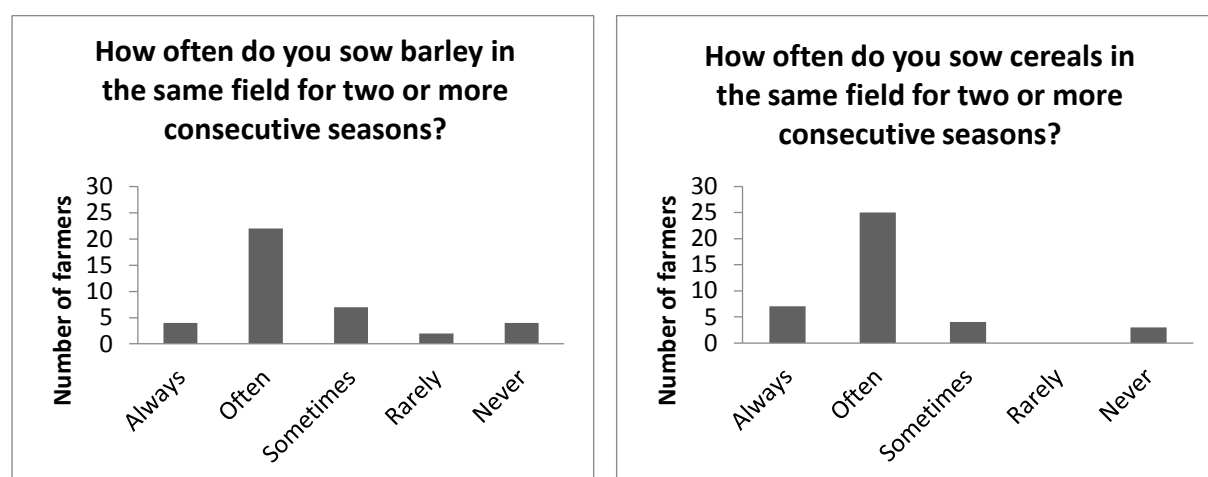 How often do you sow barley in
the same field for two or more
consecutive seasons?
Number of farmers
30
25
20
15
10
5
0
Always
Often
Sometimes
Rarely
Never
How often do you sow cereals in
the same field for two or more
consecutive seasons?
Number of farmers
30
25
20
15
10
5
0
Always
Often
Sometimes
Rarely
Never